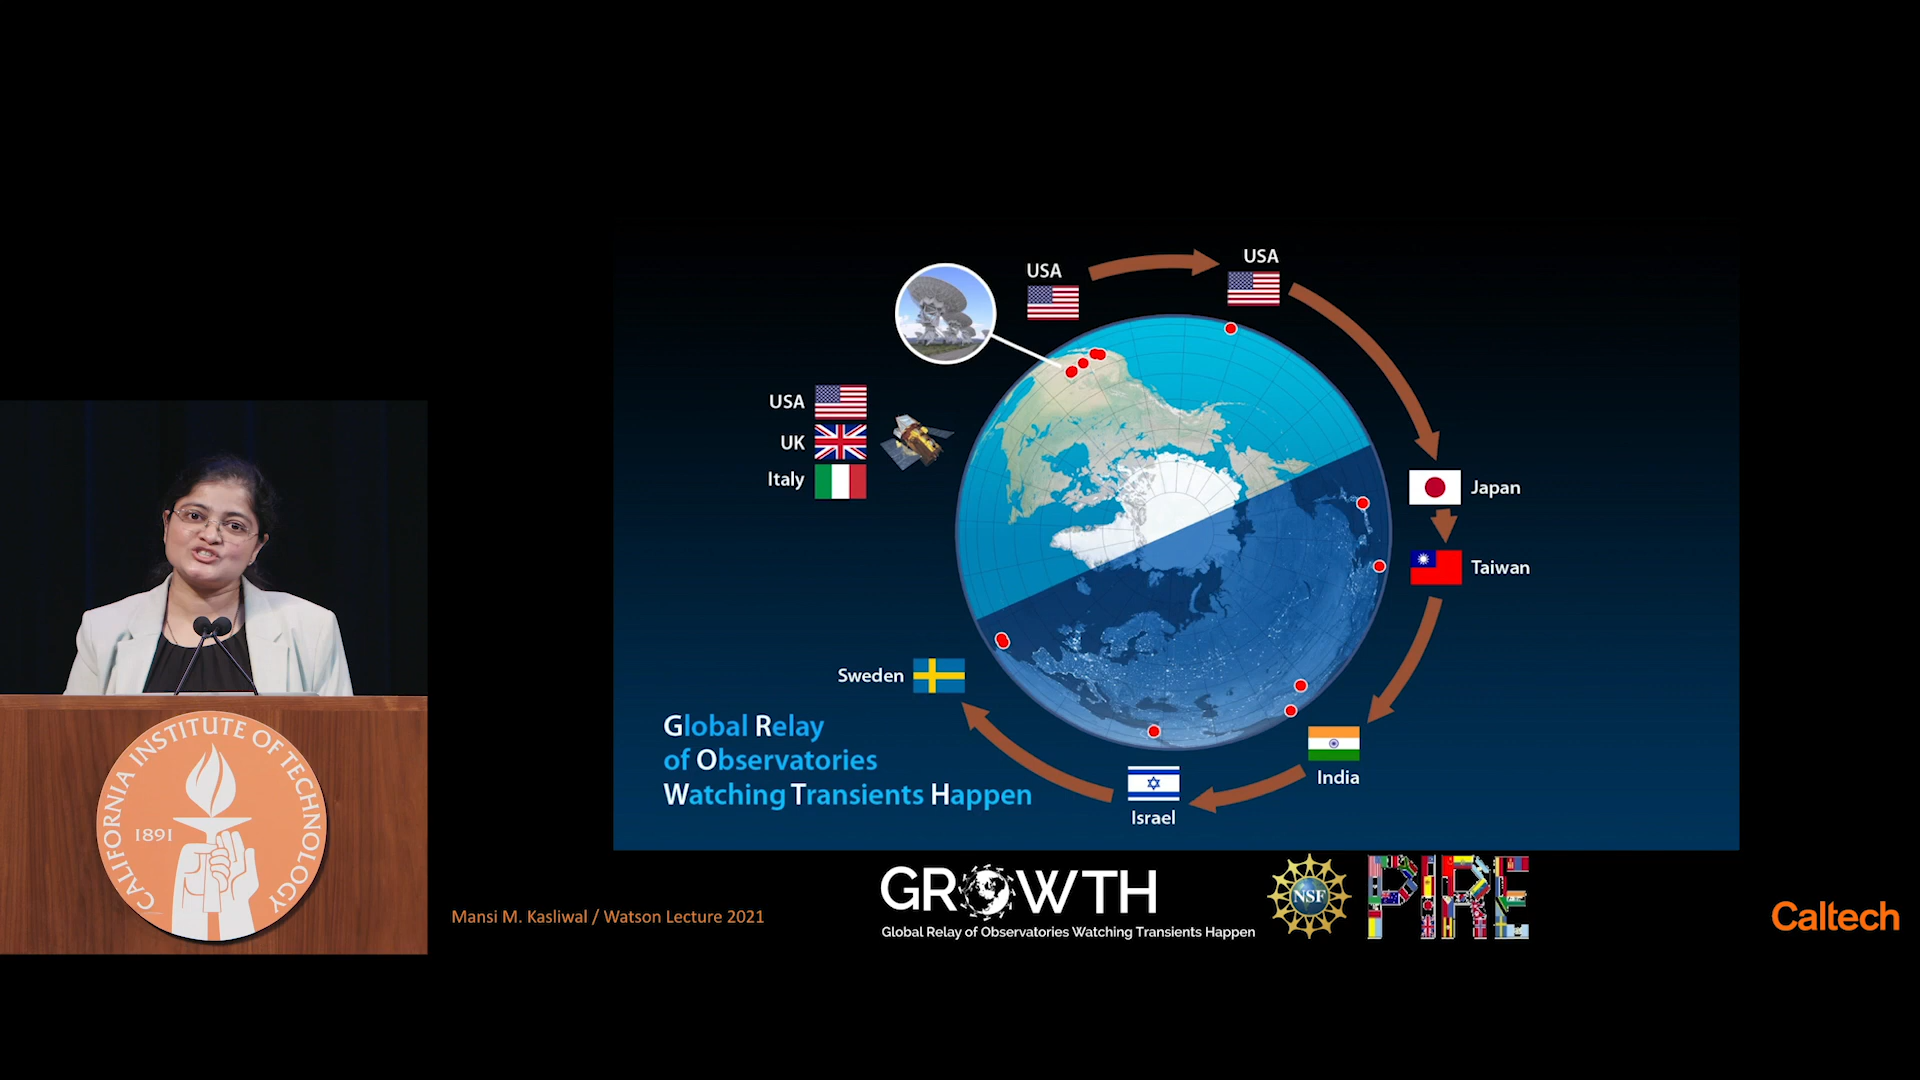 USA
USA
USA
UK
Italy
Japan
Taiwan
Sweden
India
Israel
Global Relay
of Observatories
Watching Transients Happen
CALIFORNIA INSTITUTE OF TECHNOLOGY
1891
Mansi M. Kasliwal / Watson Lecture 2021
GROWTH
Global Relay of Observatories Watching Transients Happen
NSF
PIRE
Caltech